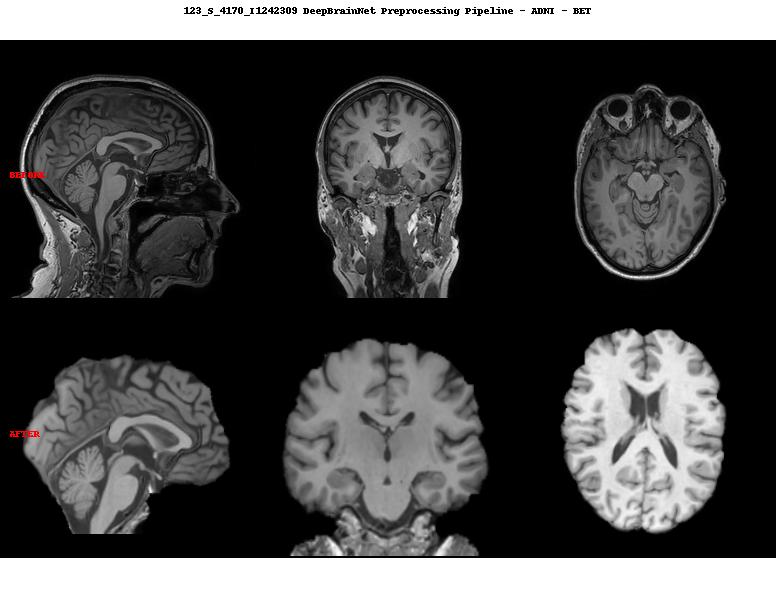 123_S_4170_I1242309 DeepBrainNet Preprocessing Pipeline - ADNI - BET
BEFORE
AFTER